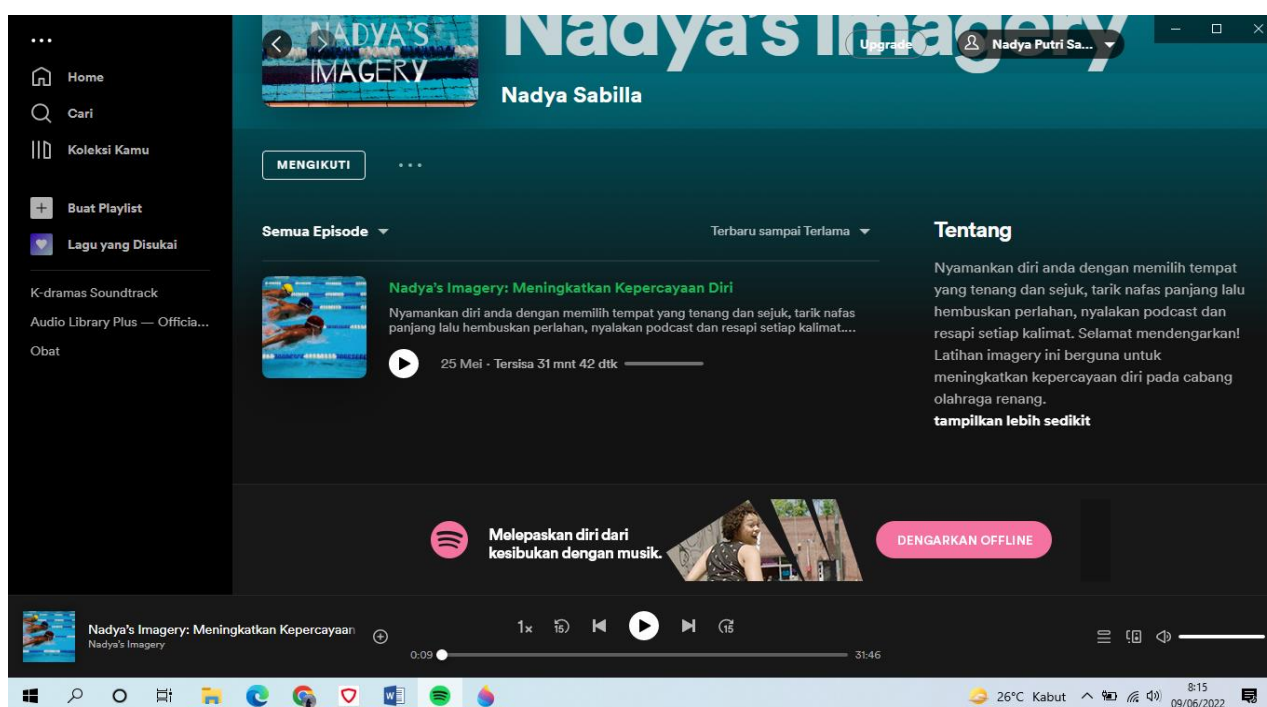 Home
Cari
Koleksi Kamu
Buat Playlist
Lagu yang Disukai
K-dramas Soundtrack
Audio Library Plus — Officia...
Obat
NADYA'S
IMAGERY
Nadya's Imagery
Nadya Sabilla
Upgrade
Nadya Putri Sa...
MENGIKUTI
Semua Episode
Terbaru sampai Terlama
Nadya's Imagery: Meningkatkan Kepercayaan Diri
Nyamankan diri anda dengan memilih tempat yang tenang dan sejuk, tarik nafas
panjang lalu hembuskan perlahan, nyalakan podcast dan resapi setiap kalimat....
25 Mei · Tersisa 31 mnt 42 dtk
Tentang
Nyamankan diri anda dengan memilih tempat
yang tenang dan sejuk, tarik nafas panjang lalu
hembuskan perlahan, nyalakan podcast dan
resapi setiap kalimat. Selamat mendengarkan!
Latihan imagery ini berguna untuk
meningkatkan kepercayaan diri pada cabang
olahraga renang.
tampilkan lebih sedikit
Melepaskan diri dari
kesibukan dengan musik.
DENGARKAN OFFLINE
Nadya's Imagery: Meningkatkan Kepercayaan
Nadya's Imagery
1x
15
15
0:09
31:46
26°C Kabut
8:15
09/06/2022